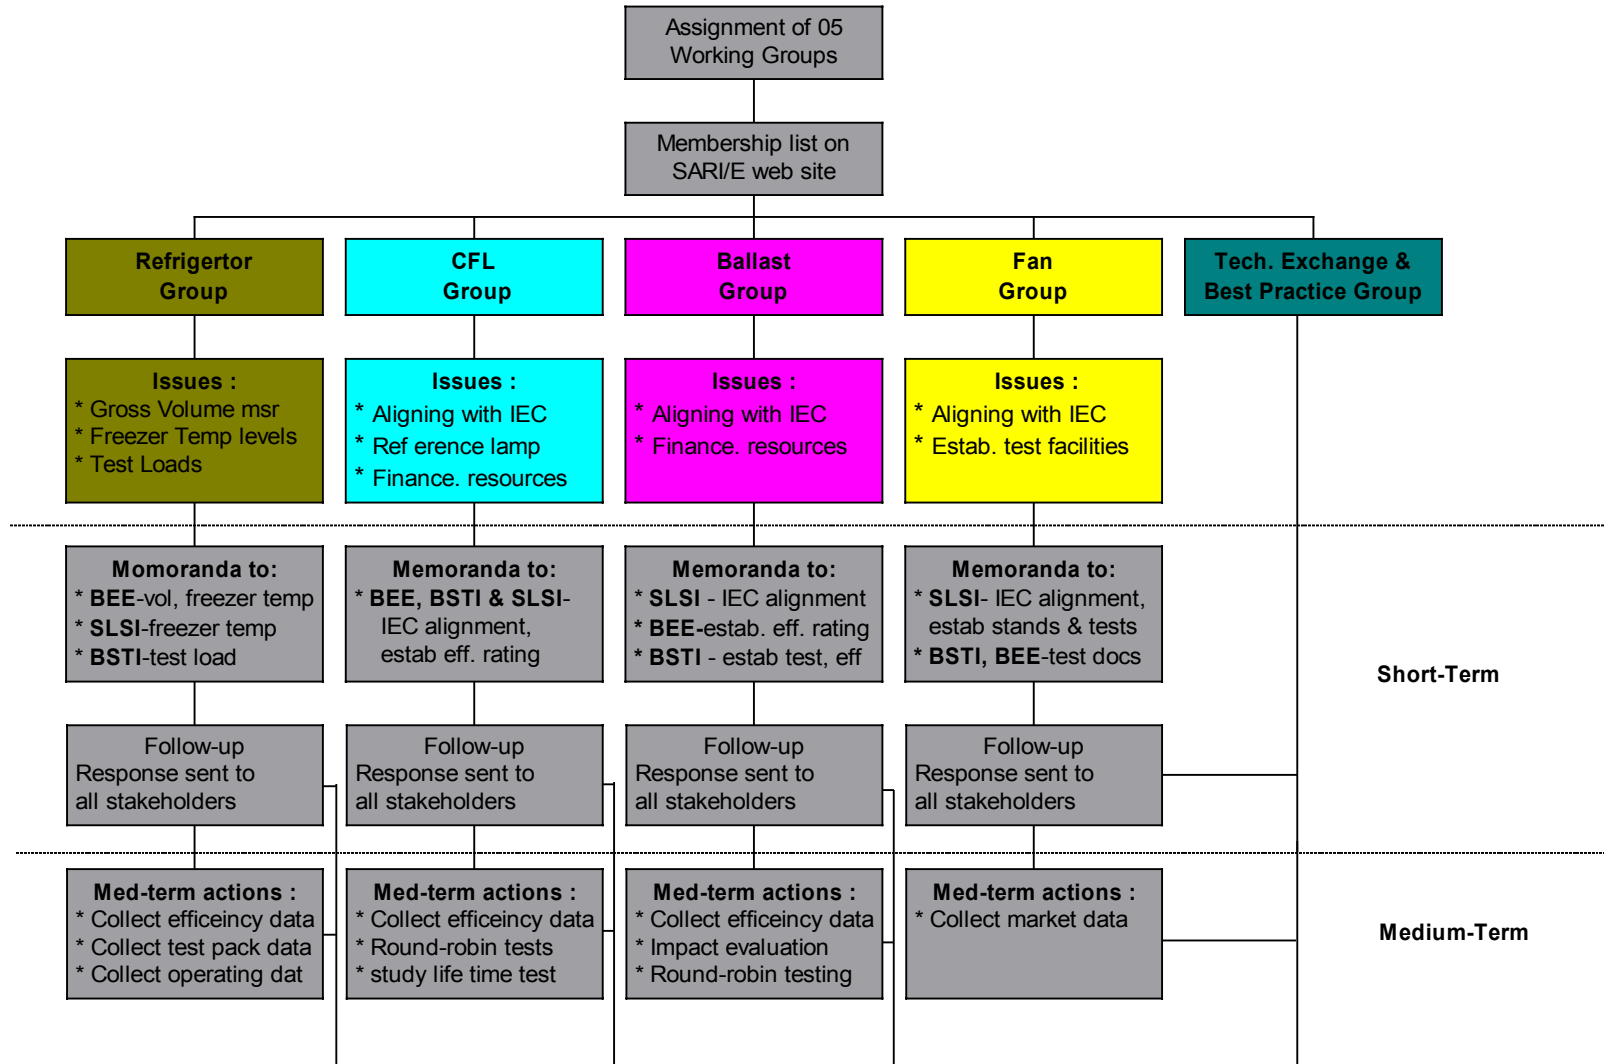 Assignment of 05
Working Groups
Membership list on
SARI/E web site
Refrigertor
Group
CFL
Group
Ballast
Group
Fan
Group
Tech. Exchange &
Best Practice Group
Issues :
* Gross Volume msr
* Freezer Temp levels
* Test Loads
Issues :
* Aligning with IEC
* Ref erence lamp
* Finance. resources
Issues :
* Aligning with IEC
* Finance. resources
Issues :
* Aligning with IEC
* Estab. test facilities
Momoranda to:
* BEE-vol, freezer temp
* SLSI-freezer temp
* BSTI-test load
Memoranda to:
* BEE, BSTI & SLSI-
IEC alignment,
estab eff. rating
Memoranda to:
* SLSI - IEC alignment
* BEE-estab. eff. rating
* BSTI - estab test, eff
Memoranda to:
* SLSI- IEC alignment,
estab stands & tests
* BSTI, BEE-test docs
Short-Term
Follow-up
Response sent to
all stakeholders
Follow-up
Response sent to
all stakeholders
Follow-up
Response sent to
all stakeholders
Follow-up
Response sent to
all stakeholders
Med-term actions :
* Collect efficeincy data
* Collect test pack data
* Collect operating dat
Med-term actions :
* Collect efficeincy data
* Round-robin tests
* study life time test
Med-term actions :
* Collect efficeincy data
* Impact evaluation
* Round-robin testing
Med-term actions :
* Collect market data
Medium-Term